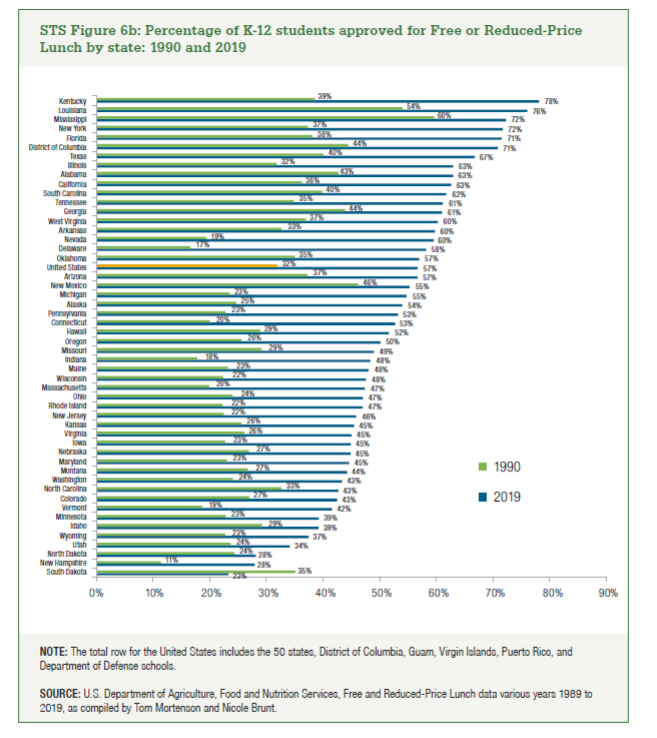 STS Figure 6b: Percentage of K-12 students approved for Free or Reduced-Price
Lunch by state: 1990 and 2019
Kentucky 39% 78%
Louisiana 54% 76%
Mississippi 60% 72%
New York 37% 72%
Florida 38% 71%
District of Columbia 44% 71%
Texas 40% 67%
Illinois 32% 63%
Alabama 43% 63%
California 36% 63%
South Carolina 40% 62%
Tennessee 35% 61%
Georgia 44% 61%
West Virginia 37% 60%
Arkansas 33% 60%
Nevada 19% 60%
Delaware 17% 58%
Oklahoma 35% 57%
United States 32% 57%
Arizona 37% 57%
New Mexico 46% 55%
Michigan 23% 55%
Alaska 25% 54%
Pennsylvania 23% 53%
Connecticut 20% 53%
Hawaii 29% 52%
Oregon 26% 50%
Missouri 29% 49%
Indiana 18% 48%
Maine 23% 48%
Wisconsin 22% 48%
Massachusetts 20% 47%
Ohio 24% 47%
Rhode Island 22% 47%
New Jersey 22% 46%
Kansas 26% 45%
Virginia 26% 45%
Iowa 23% 45%
Nebraska 27% 45%
Maryland 23% 45%
Montana 27% 44%
Washington 24% 43%
North Carolina 33% 43%
Colorado 27% 43%
Vermont 19% 42%
Minnesota 23% 39%
Idaho 29% 39%
Wyoming 23% 37%
Utah 24% 34%
North Dakota 24% 28%
New Hampshire 11% 28%
South Dakota 35% 23%
1990
2019
0% 10% 20% 30% 40% 50% 60% 70% 80% 90%
NOTE: The total row for the United States includes the 50 states, District of Columbia, Guam, Virgin Islands, Puerto Rico, and
Department of Defense schools.
SOURCE: U.S. Department of Agriculture, Food and Nutrition Services, Free and Reduced-Price Lunch data various years 1989 to
2019, as compiled by Tom Mortenson and Nicole Brunt.